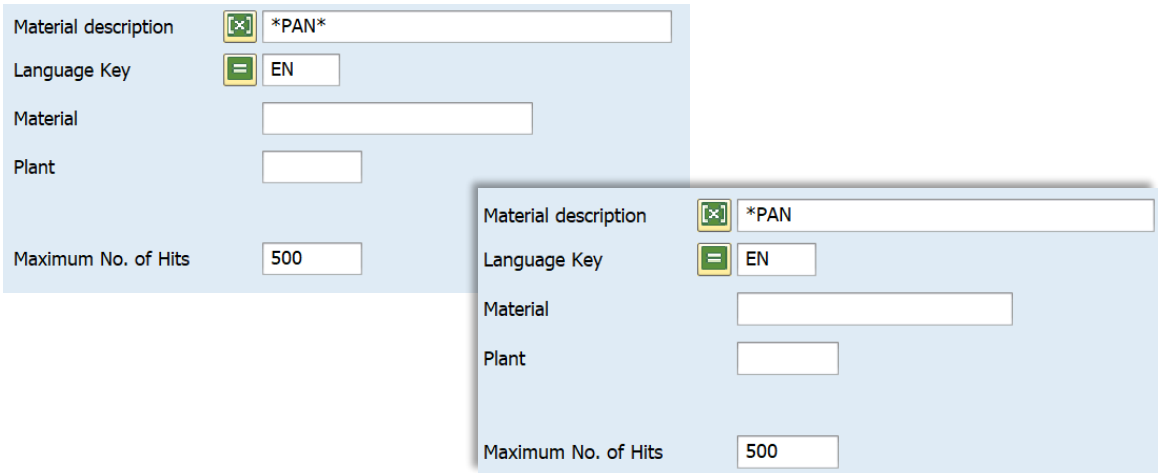 Material description *PAN*
Language Key EN
Material
Plant
Maximum No. of Hits 500
Material description *PAN
Language Key EN
Material
Plant
Maximum No. of Hits 500